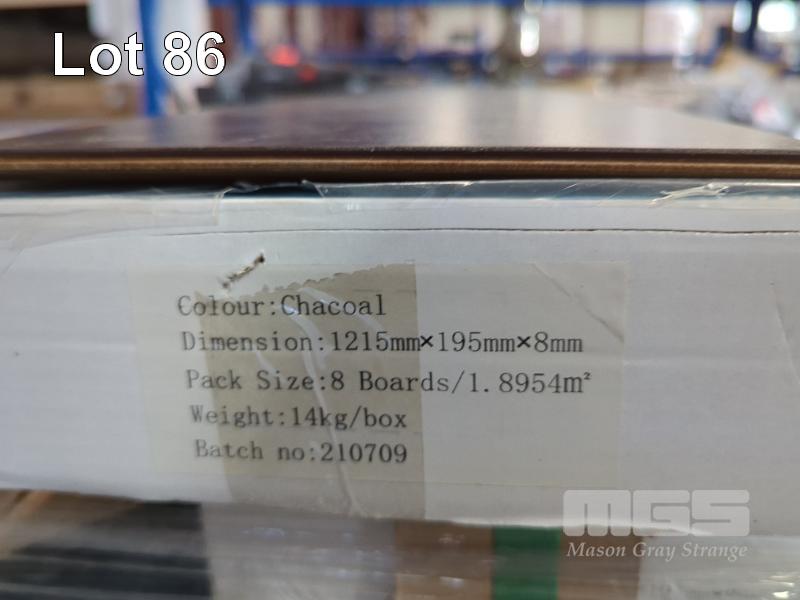 Lot 86
Colour:Chacoal
Dimension:1215mm×195mm×8mm
Pack Size:8 Boards/1.8954m²
Weight:14kg/box
Batch no:210709
MGS
Mason Gray Strange